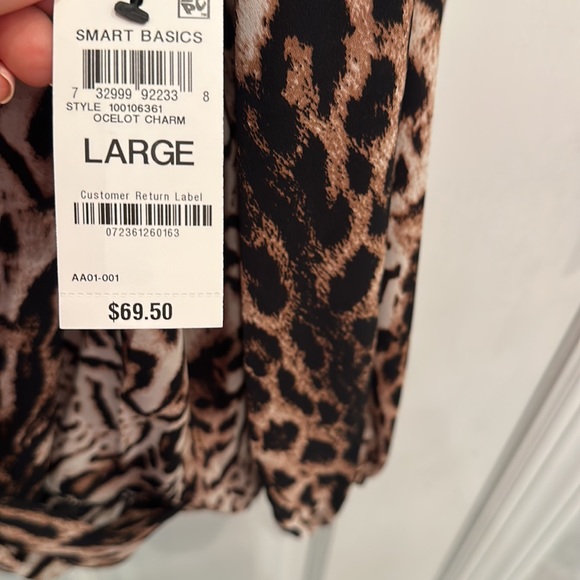 SMART BASICS
7 32999 92233 8
STYLE 100106361
OCELOT CHARM
LARGE
Customer Return Label
072361260163
AA01-001
$69.50